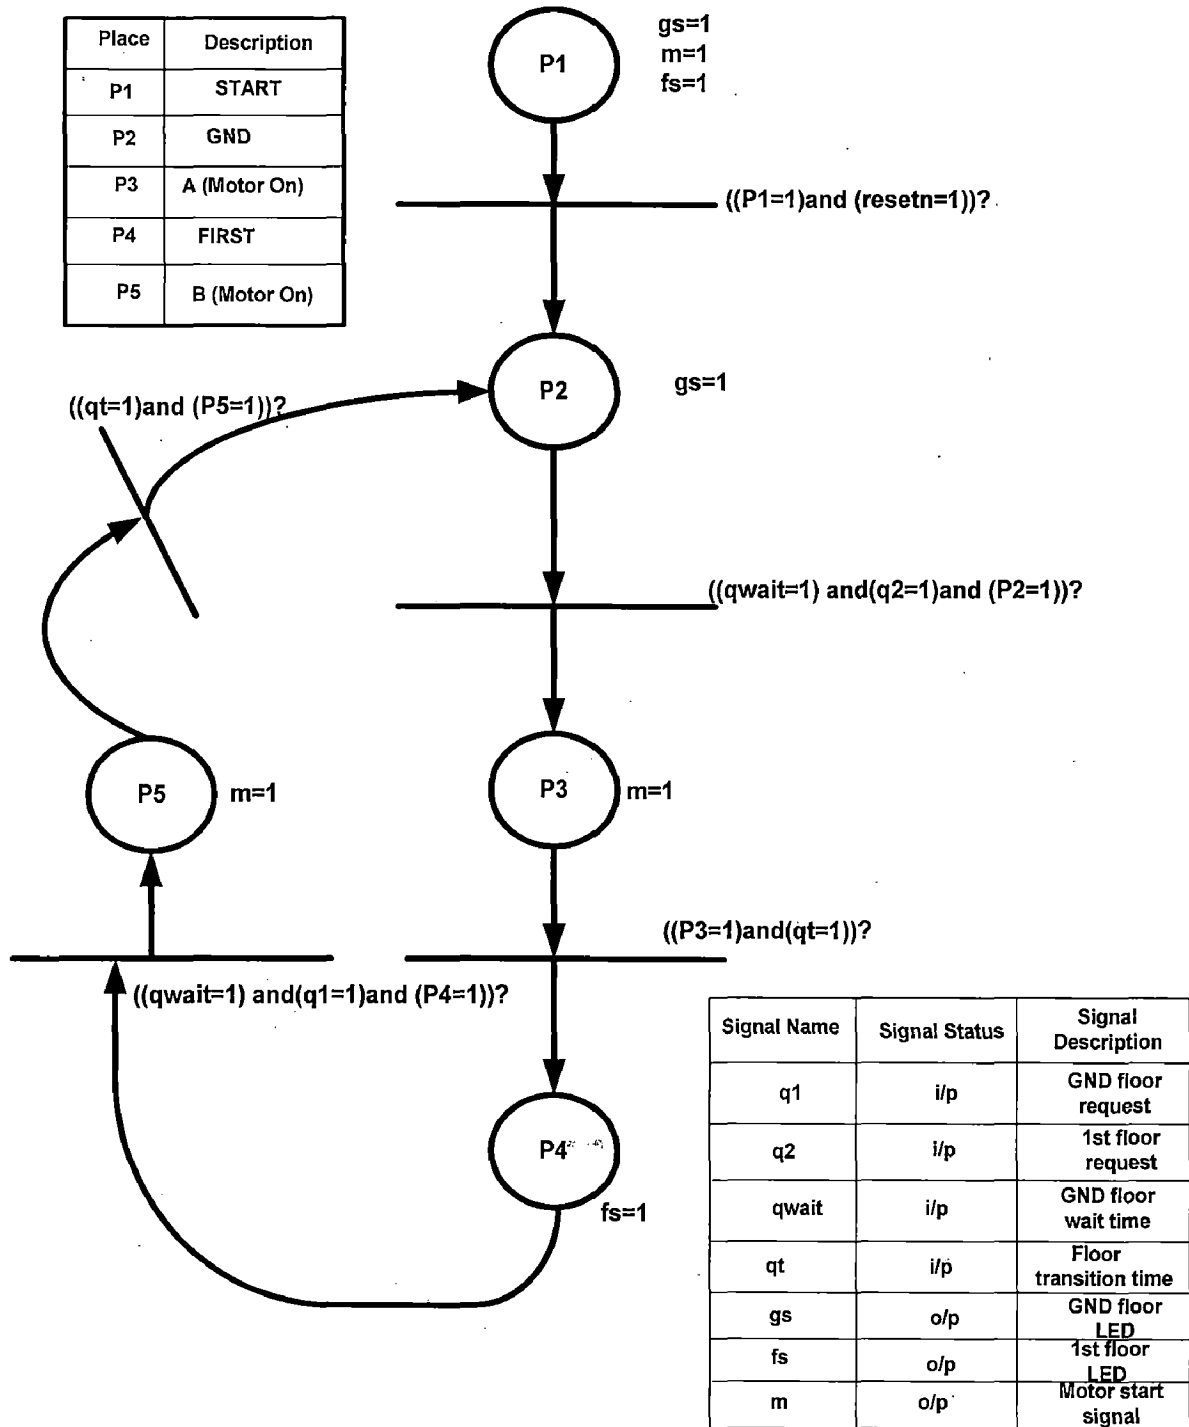 Place Description
P1 START
P2 GND
P3 A (Motor On)
P4 FIRST
P5 B (Motor On)
P1
gs=1
m=1
fs=1
((P1=1)and (resetn=1))?
P2
gs=1
((qt=1)and (P5=1))?
((qwait=1) and(q2=1)and (P2=1))?
P5
m=1
P3
m=1
((P3=1)and(qt=1))?
((qwait=1) and(q1=1)and (P4=1))?
P4
fs=1
Signal Name Signal Status Signal
Description
q1 i/p GND floor
request
q2 i/p 1st floor
request
qwait i/p GND floor
wait time
qt i/p Floor
transition time
gs o/p GND floor
LED
fs o/p 1st floor
LED
m o/p Motor start
signal